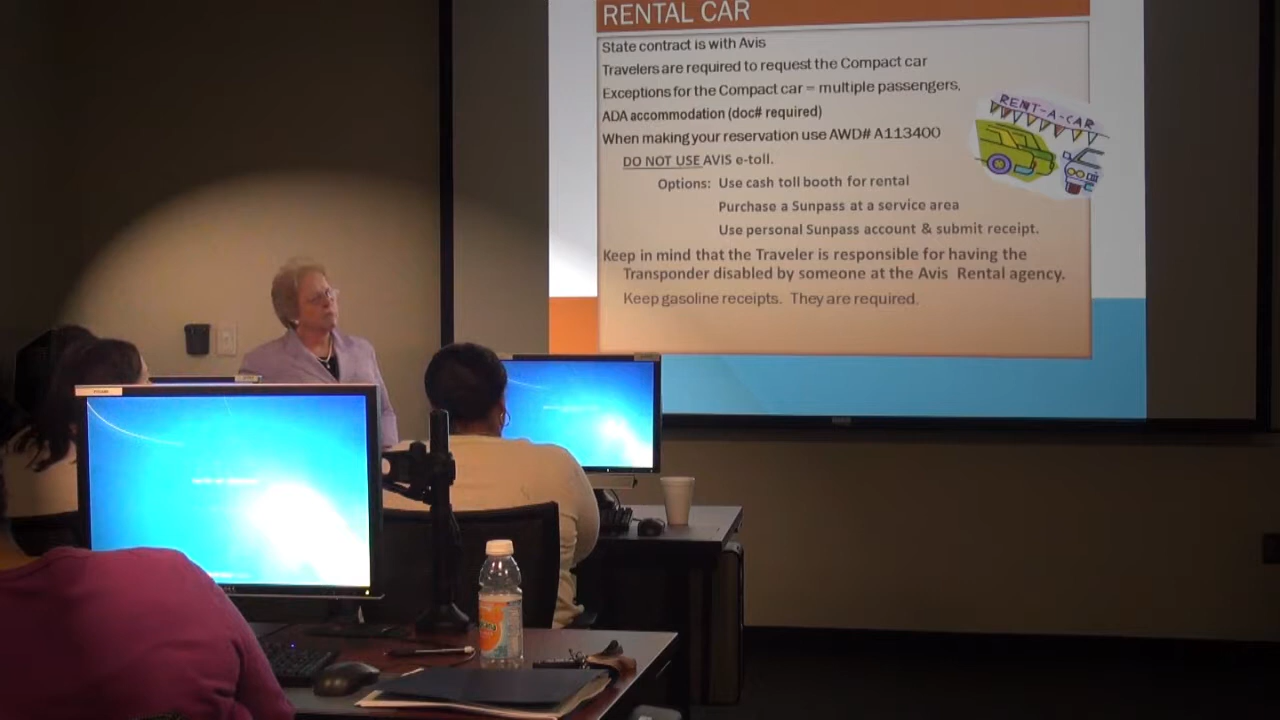 RENTAL CAR
State contract is with Avis
Travelers are required to request the Compact car
Exceptions for the Compact car = multiple passengers,
ADA accommodation (doc# required)
When making your reservation use AWD# A113400
DO NOT USE AVIS e-toll.
Options: Use cash toll booth for rental
Purchase a Sunpass at a service area
Use personal Sunpass account & submit receipt.
Keep in mind that the Traveler is responsible for having the
Transponder disabled by someone at the Avis Rental agency.
Keep gasoline receipts. They are required.
RENT-A-CAR